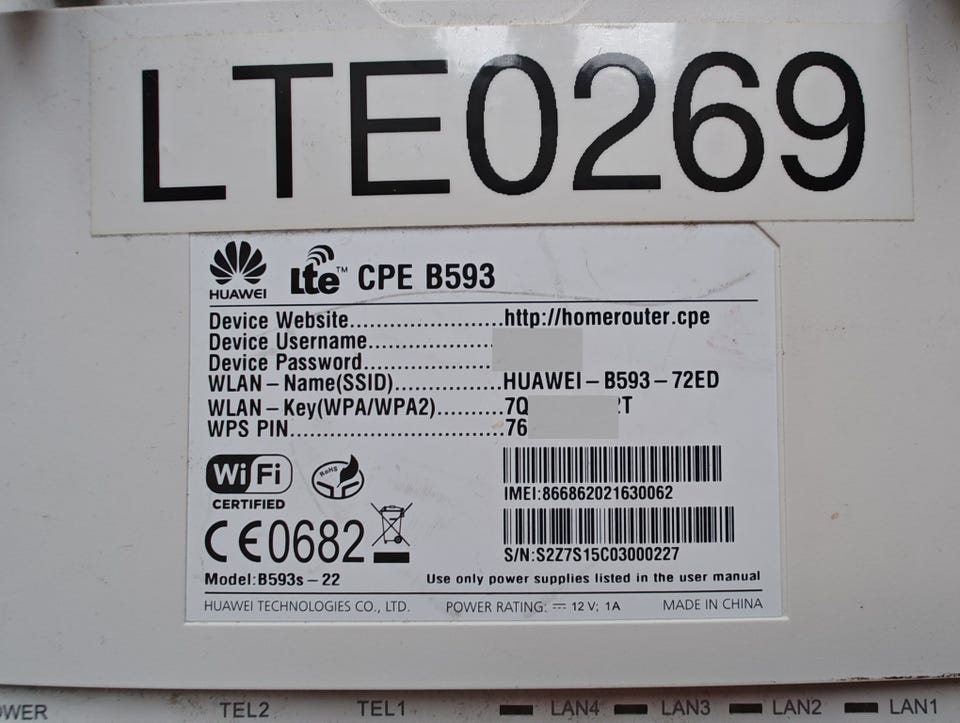 LTE0269
HUAWEI
Lte™ CPE B593
Device Website......................http://homerouter.cpe
Device Username..................
Device Password..................
WLAN-Name(SSID)...............HUAWEI-B593-72ED
WLAN-Key(WPA/WPA2)..........7Q 2T
WPS PIN.................................76
Wi Fi
CERTIFIED
RoHS
IMEI:866862021630062
CE0682
S/N:S2Z7S15C03000227
Model:B593s-22
Use only power supplies listed in the user manual
HUAWEI TECHNOLOGIES CO., LTD. POWER RATING: ⎓ 12 V; 1A MADE IN CHINA
TEL2 TEL1 LAN4 LAN3 LAN2 LAN1